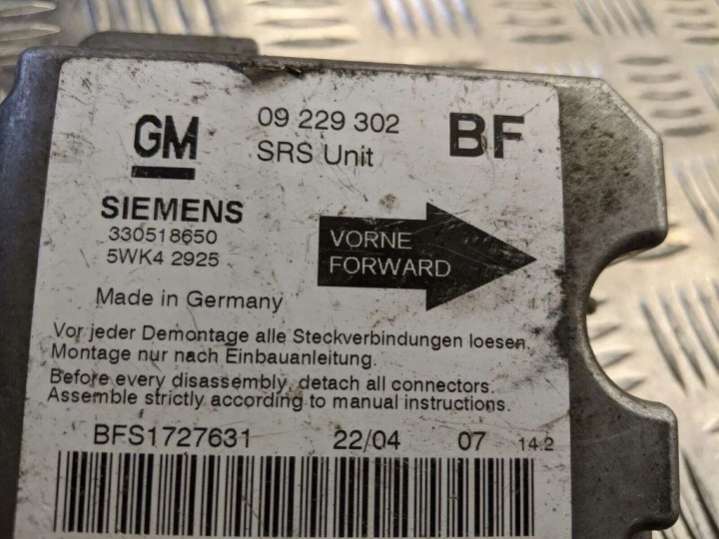 GM 09 229 302 BF
SRS Unit
SIEMENS
330518650
5WK4 2925
VORNE
FORWARD
Made in Germany
Vor jeder Demontage alle Steckverbindungen loesen.
Montage nur nach Einbauanleitung.
Before every disassembly, detach all connectors.
Assemble strictly according to manual instructions.
BFS1727631 22/04 07 14.2